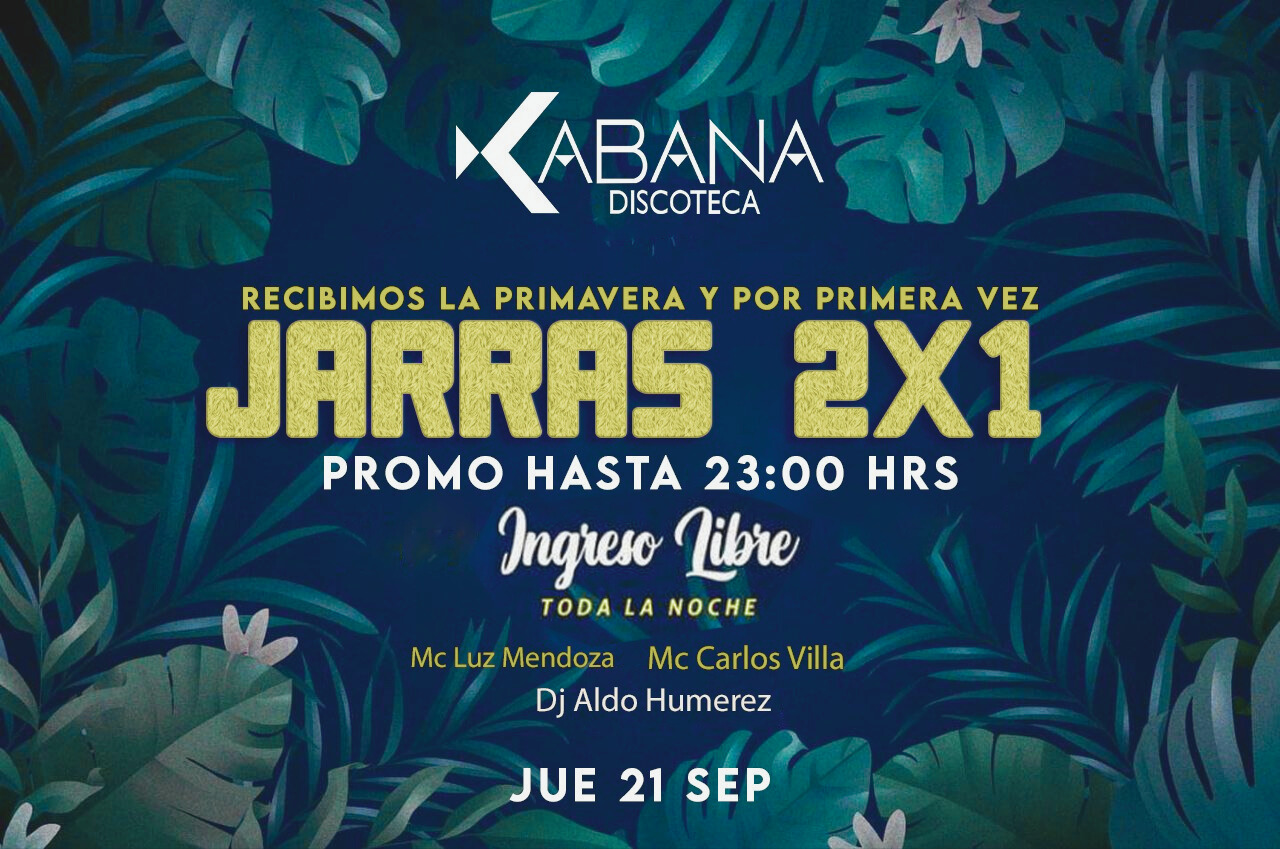 KABANA
DISCOTECA
RECIBIMOS LA PRIMAVERA Y POR PRIMERA VEZ
JARRAS 2X1
PROMO HASTA 23:00 HRS
Ingreso Libre
TODA LA NOCHE
Mc Luz Mendoza Mc Carlos Villa
Dj Aldo Humerez
JUE 21 SEP